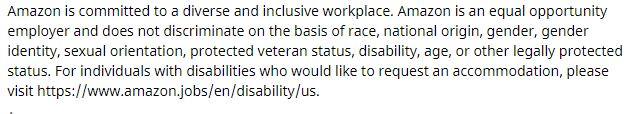 Amazon is committed to a diverse and inclusive workplace. Amazon is an equal opportunity
employer and does not discriminate on the basis of race, national origin, gender, gender
identity, sexual orientation, protected veteran status, disability, age, or other legally protected
status. For individuals with disabilities who would like to request an accommodation, please
visit https://www.amazon.jobs/en/disability/us.
.